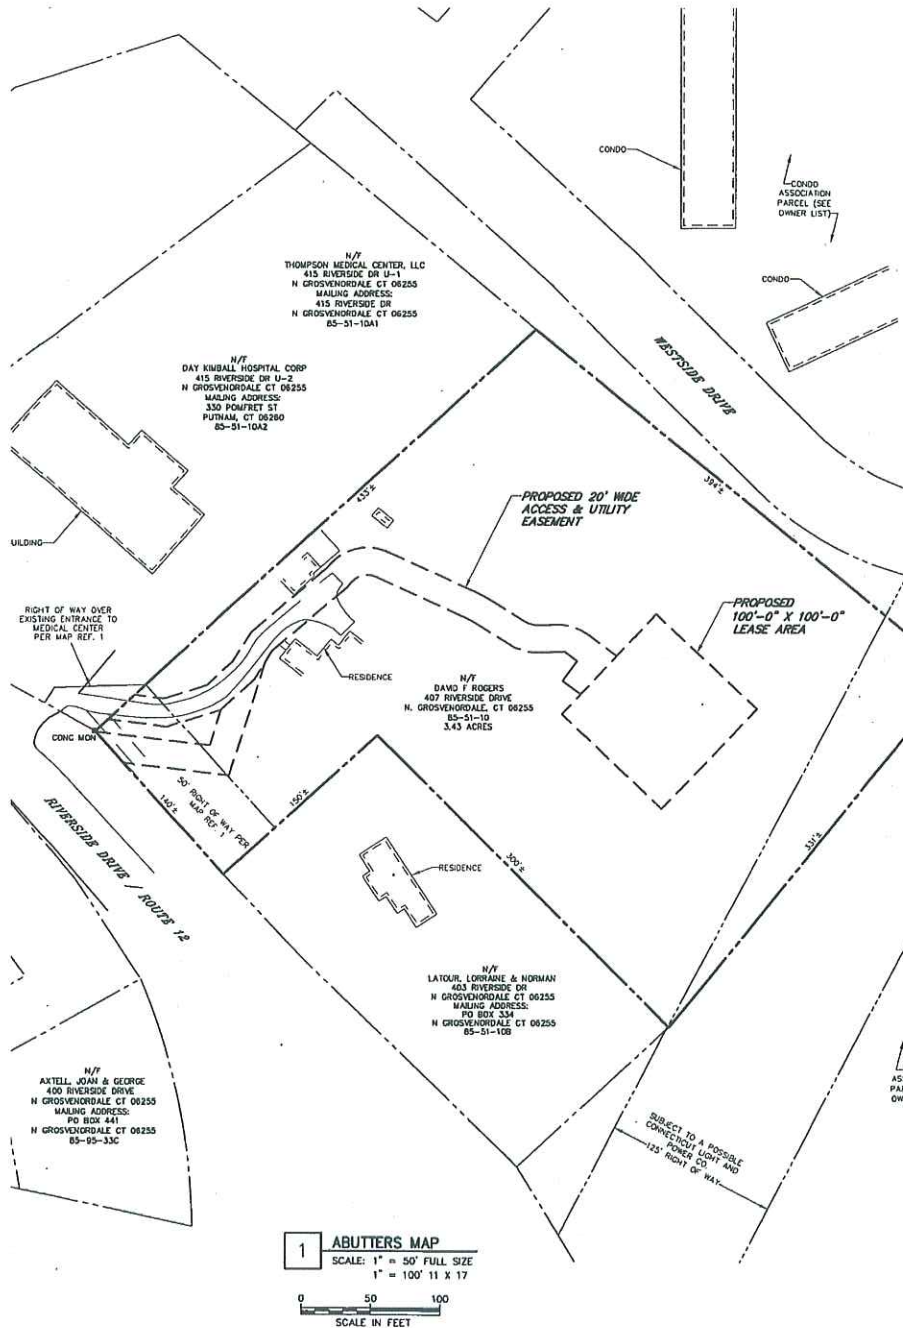 CONDO
CONDO
ASSOCIATION
PARCEL (SEE
OWNER LIST)
CONDO
N/F
THOMPSON MEDICAL CENTER, LLC
415 RIVERSIDE DR U-1
N GROSVENORDALE CT 06255
MAILING ADDRESS:
415 RIVERSIDE DR
N GROSVENORDALE CT 06255
85-51-10A1
WESTSIDE DRIVE
N/F
DAY KIMBALL HOSPITAL CORP
415 RIVERSIDE DR U-2
N GROSVENORDALE CT 06255
MAILING ADDRESS:
330 POMFRET ST
PUTNAM, CT 06260
85-51-10A2
433'±
394'±
PROPOSED 20' WIDE
ACCESS & UTILITY
EASEMENT
UILDING
RIGHT OF WAY OVER
EXISTING ENTRANCE TO
MEDICAL CENTER
PER MAP REF. 1
PROPOSED
100'-0" X 100'-0"
LEASE AREA
RESIDENCE
N/F
DAVID F ROGERS
407 RIVERSIDE DRIVE
N. GROSVENORDALE, CT 06255
85-51-10
3.43 ACRES
CONC MON
50' RIGHT OF WAY PER
MAP REF. 1
140'±
150'±
RIVERSIDE DRIVE / ROUTE 12
RESIDENCE
300'±
331'±
N/F
LATOUR, LORRAINE & NORMAN
403 RIVERSIDE DR
N GROSVENORDALE CT 06255
MAILING ADDRESS:
PO BOX 334
N GROSVENORDALE CT 06255
85-51-10B
N/F
AXTELL, JOAN & GEORGE
400 RIVERSIDE DRIVE
N GROSVENORDALE CT 06255
MAILING ADDRESS:
PO BOX 441
N GROSVENORDALE CT 06255
85-95-33C
AS
PA
OW
SUBJECT TO A POSSIBLE
CONNECTICUT LIGHT AND
POWER CO.
125' RIGHT OF WAY
1
ABUTTERS MAP
SCALE: 1" = 50' FULL SIZE
1" = 100' 11 X 17
0 50 100
SCALE IN FEET